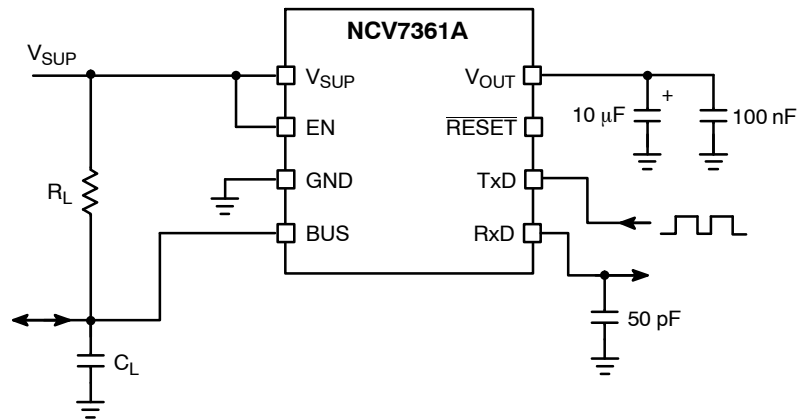 NCV7361A
V_SUP
V_SUP
V_OUT
EN
RESET
10 μF
+
100 nF
R_L
GND
TxD
BUS
RxD
50 pF
C_L